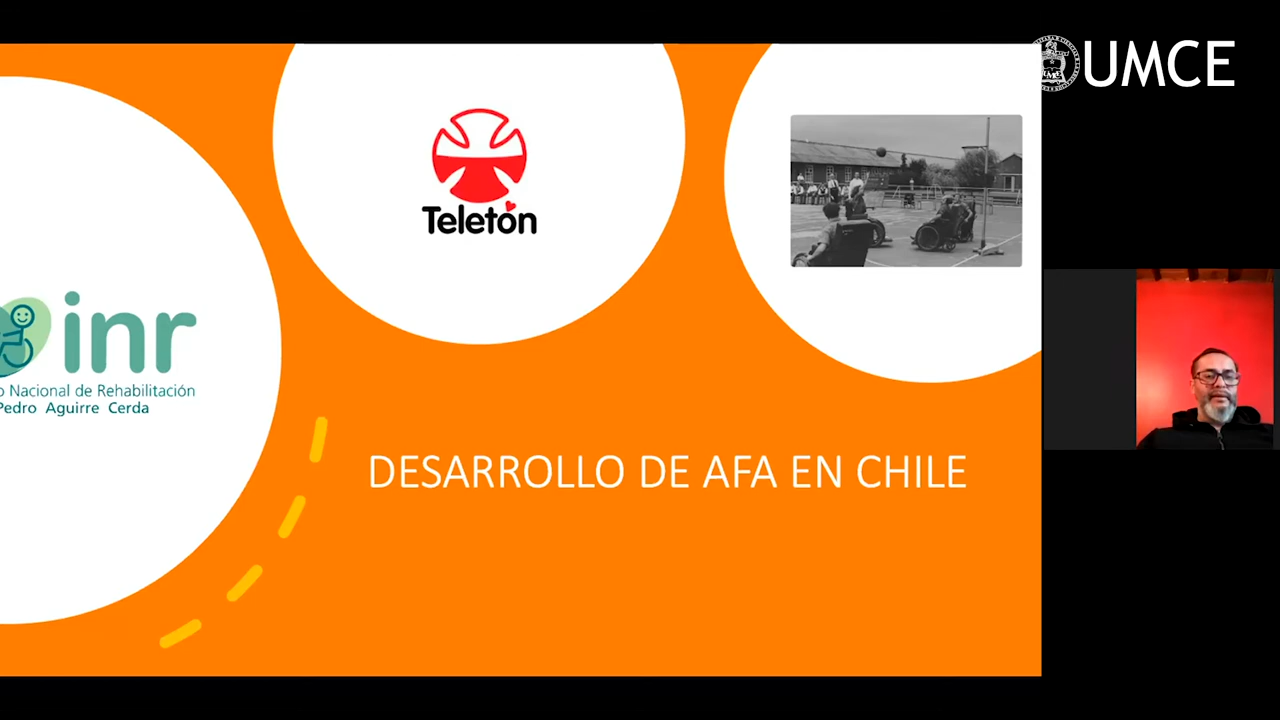 UMCE
Teletón
inr
Nacional de Rehabilitación
Pedro Aguirre Cerda
DESARROLLO DE AFA EN CHILE